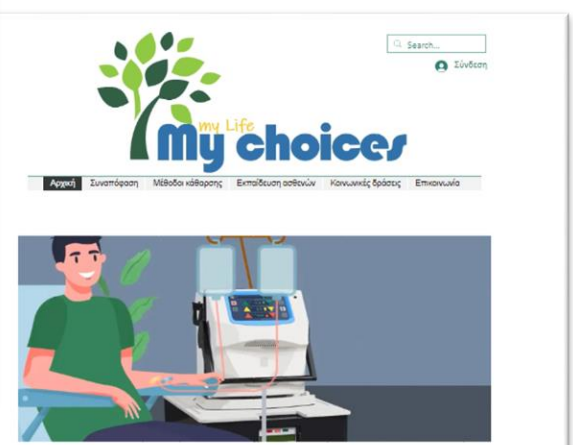 Search...
Σύνδεση
my Life
My choices
Αρχική Συναπόφαση Μέθοδοι κάθαρσης Εκπαίδευση ασθενών Κοινωνικές δράσεις Επικοινωνία